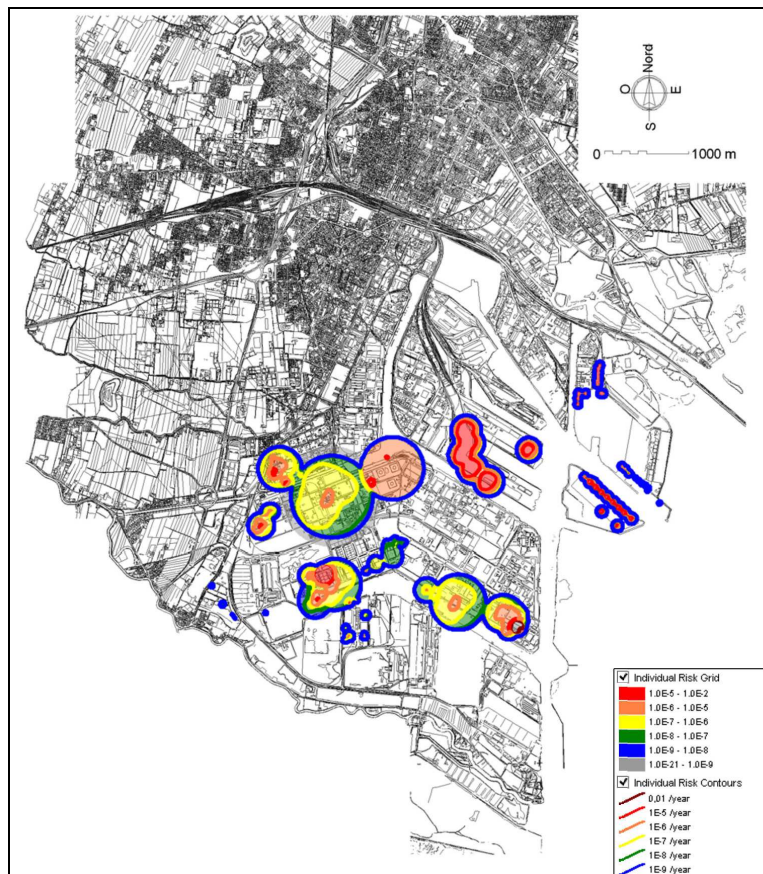 Nord
O
E
S
0 1000 m
Individual Risk Grid
1.0E-5 - 1.0E-2
1.0E-6 - 1.0E-5
1.0E-7 - 1.0E-6
1.0E-8 - 1.0E-7
1.0E-9 - 1.0E-8
1.0E-21 - 1.0E-9
Individual Risk Contours
0,01 /year
1E-5 /year
1E-6 /year
1E-7 /year
1E-8 /year
1E-9 /year